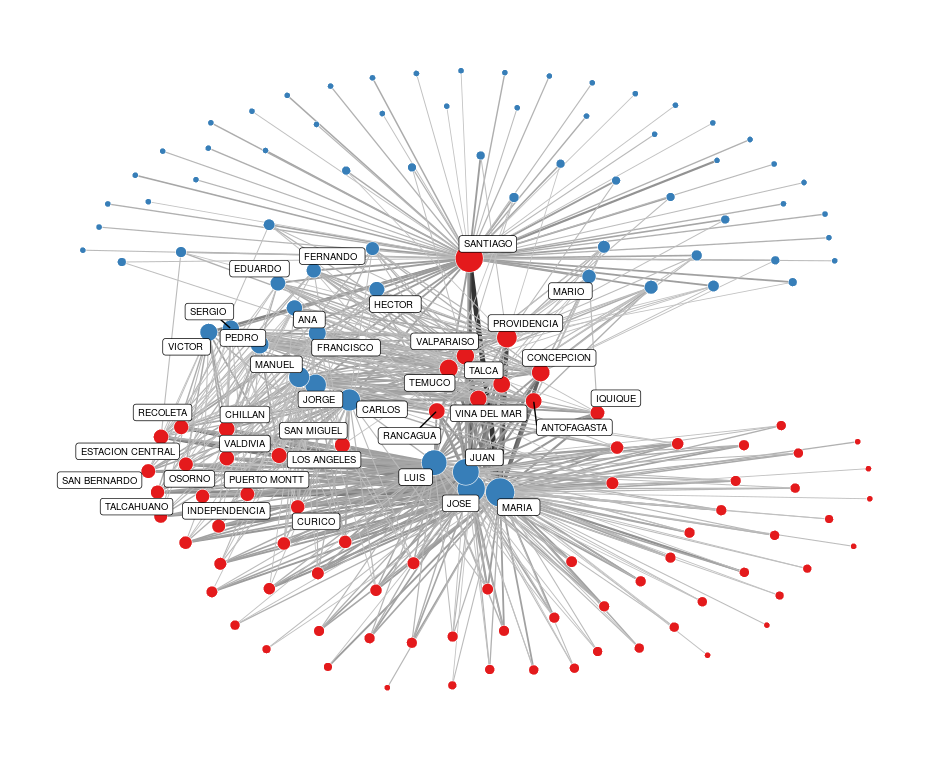 SANTIAGO
FERNANDO
EDUARDO
MARIO
HECTOR
SERGIO
ANA
PROVIDENCIA
PEDRO
VALPARAISO
VICTOR
FRANCISCO
CONCEPCION
MANUEL
TALCA
TEMUCO
JORGE
IQUIQUE
CARLOS
RECOLETA
CHILLAN
VINA DEL MAR
ANTOFAGASTA
SAN MIGUEL
RANCAGUA
VALDIVIA
ESTACION CENTRAL
LOS ANGELES
JUAN
LUIS
SAN BERNARDO
OSORNO
PUERTO MONTT
JOSE
TALCAHUANO
MARIA
INDEPENDENCIA
CURICO